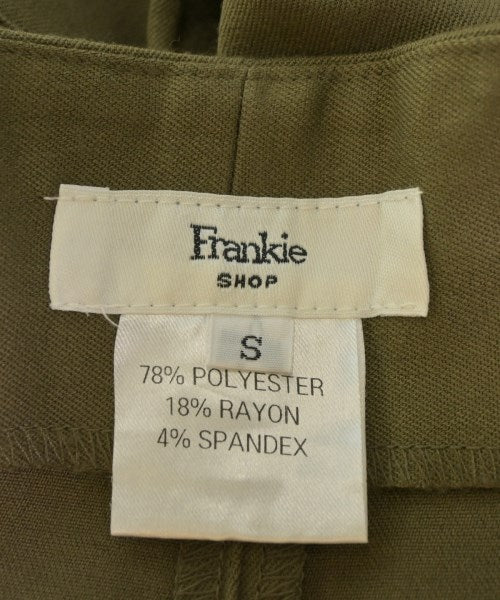 Frankie
SHOP
S
78% POLYESTER
18% RAYON
4% SPANDEX